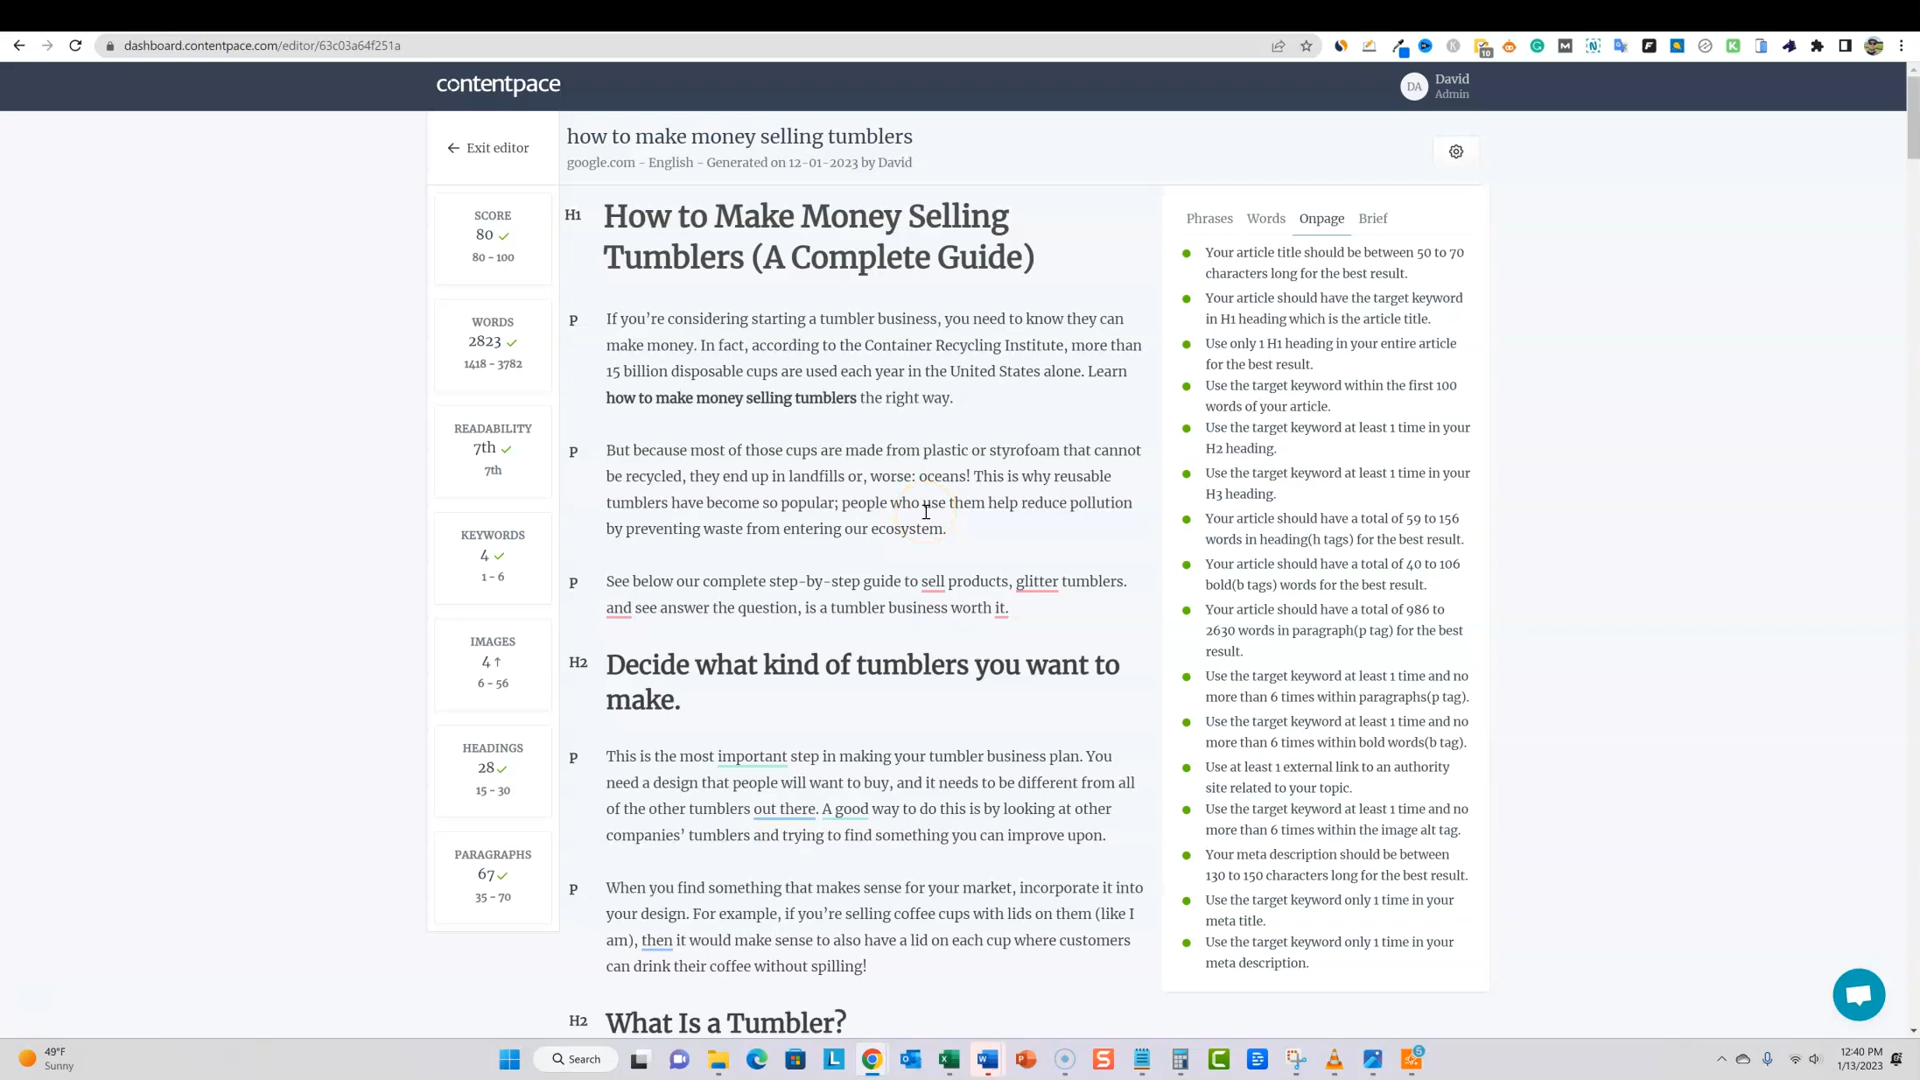 dashboard.contentpace.com/editor/63c03a64f251a
10
contentpace
DA
David
Admin
Exit editor
how to make money selling tumblers
google.com - English - Generated on 12-01-2023 by David
SCORE
80
80 - 100
WORDS
2823
1418 - 3782
READABILITY
7th
7th
KEYWORDS
4
1 - 6
IMAGES
4
6 - 56
HEADINGS
28
15 - 30
PARAGRAPHS
67
35 - 70
H1
How to Make Money Selling
Tumblers (A Complete Guide)
P
If you’re considering starting a tumbler business, you need to know they can
make money. In fact, according to the Container Recycling Institute, more than
15 billion disposable cups are used each year in the United States alone. Learn
how to make money selling tumblers the right way.
P
But because most of those cups are made from plastic or styrofoam that cannot
be recycled, they end up in landfills or, worse: oceans! This is why reusable
tumblers have become so popular; people who use them help reduce pollution
by preventing waste from entering our ecosystem.
P
See below our complete step-by-step guide to sell products, glitter tumblers.
and see answer the question, is a tumbler business worth it.
H2
Decide what kind of tumblers you want to
make.
P
This is the most important step in making your tumbler business plan. You
need a design that people will want to buy, and it needs to be different from all
of the other tumblers out there. A good way to do this is by looking at other
companies’ tumblers and trying to find something you can improve upon.
P
When you find something that makes sense for your market, incorporate it into
your design. For example, if you’re selling coffee cups with lids on them (like I
am), then it would make sense to also have a lid on each cup where customers
can drink their coffee without spilling!
H2
What Is a Tumbler?
Phrases Words Onpage Brief
Your article title should be between 50 to 70
characters long for the best result.
Your article should have the target keyword
in H1 heading which is the article title.
Use only 1 H1 heading in your entire article
for the best result.
Use the target keyword within the first 100
words of your article.
Use the target keyword at least 1 time in your
H2 heading.
Use the target keyword at least 1 time in your
H3 heading.
Your article should have a total of 59 to 156
words in heading(h tags) for the best result.
Your article should have a total of 40 to 106
bold(b tags) words for the best result.
Your article should have a total of 986 to
2630 words in paragraph(p tag) for the best
result.
Use the target keyword at least 1 time and no
more than 6 times within paragraphs(p tag).
Use the target keyword at least 1 time and no
more than 6 times within bold words(b tag).
Use at least 1 external link to an authority
site related to your topic.
Use the target keyword at least 1 time and no
more than 6 times within the image alt tag.
Your meta description should be between
130 to 150 characters long for the best result.
Use the target keyword only 1 time in your
meta title.
Use the target keyword only 1 time in your
meta description.
49°F
Sunny
Search
5
12:40 PM
1/13/2023